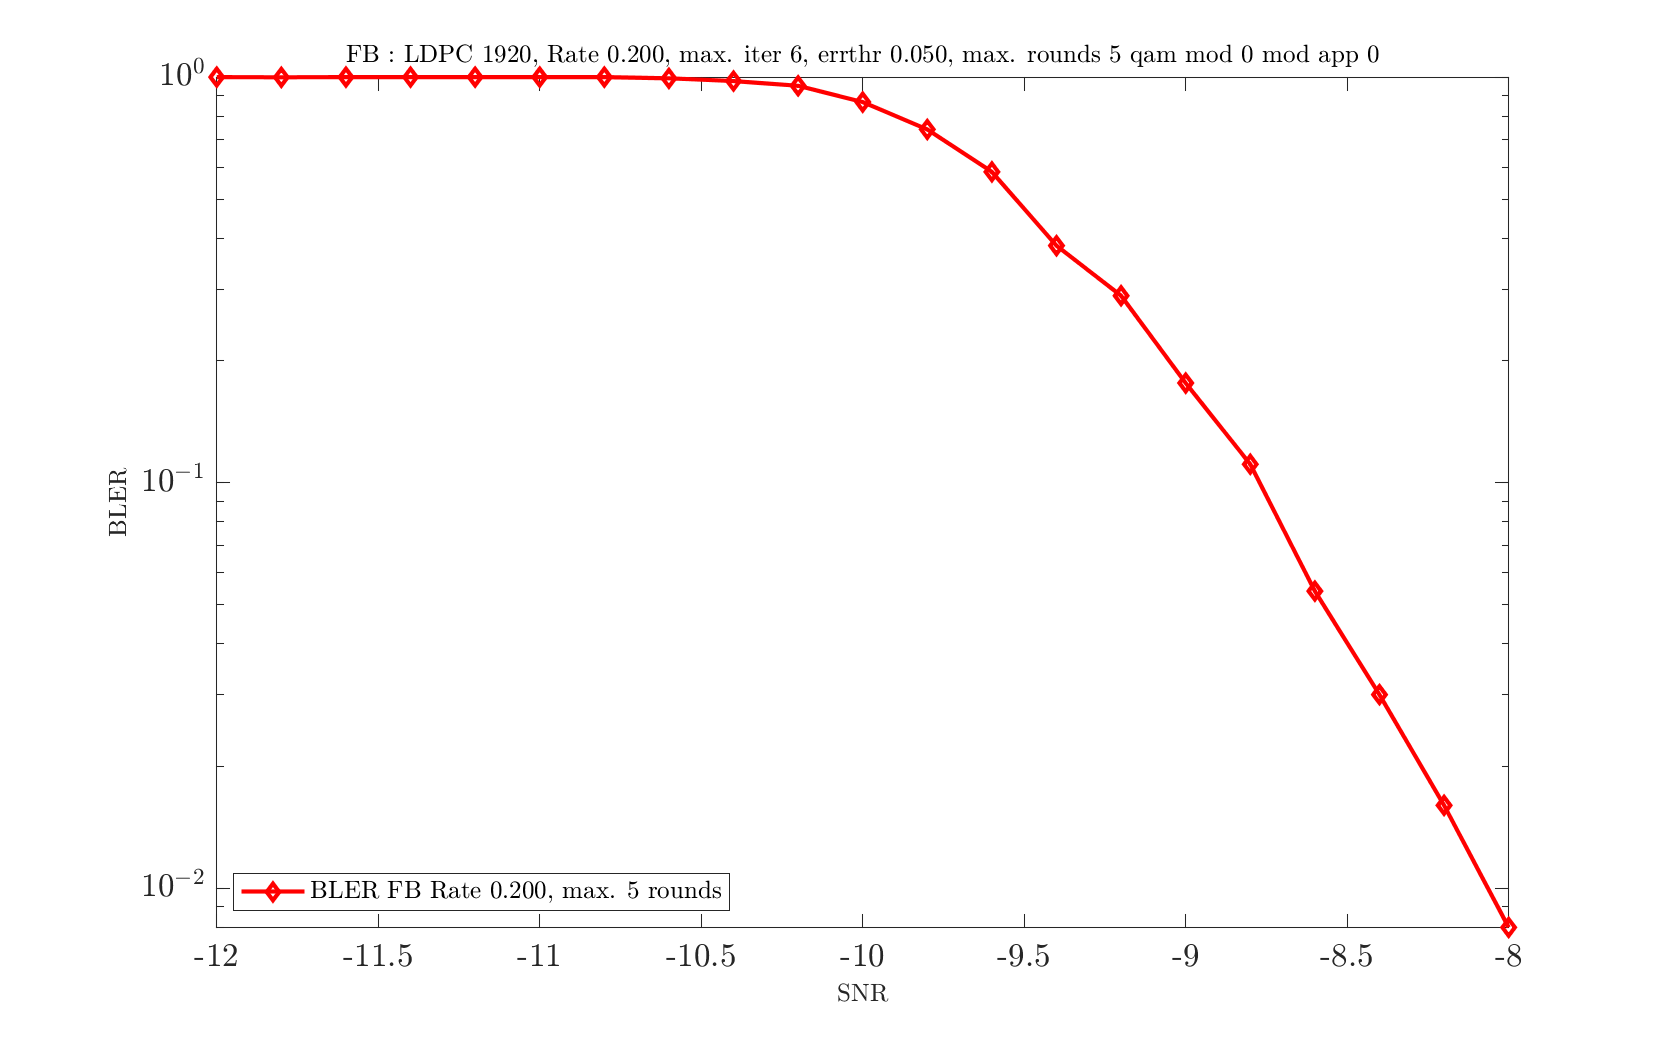 FB : LDPC 1920, Rate 0.200, max. iter 6, errthr 0.050, max. rounds 5 qam mod 0 mod app 0
10⁰
10⁻¹
10⁻²
BLER
BLER FB Rate 0.200, max. 5 rounds
-12 -11.5 -11 -10.5 -10 -9.5 -9 -8.5 -8
SNR